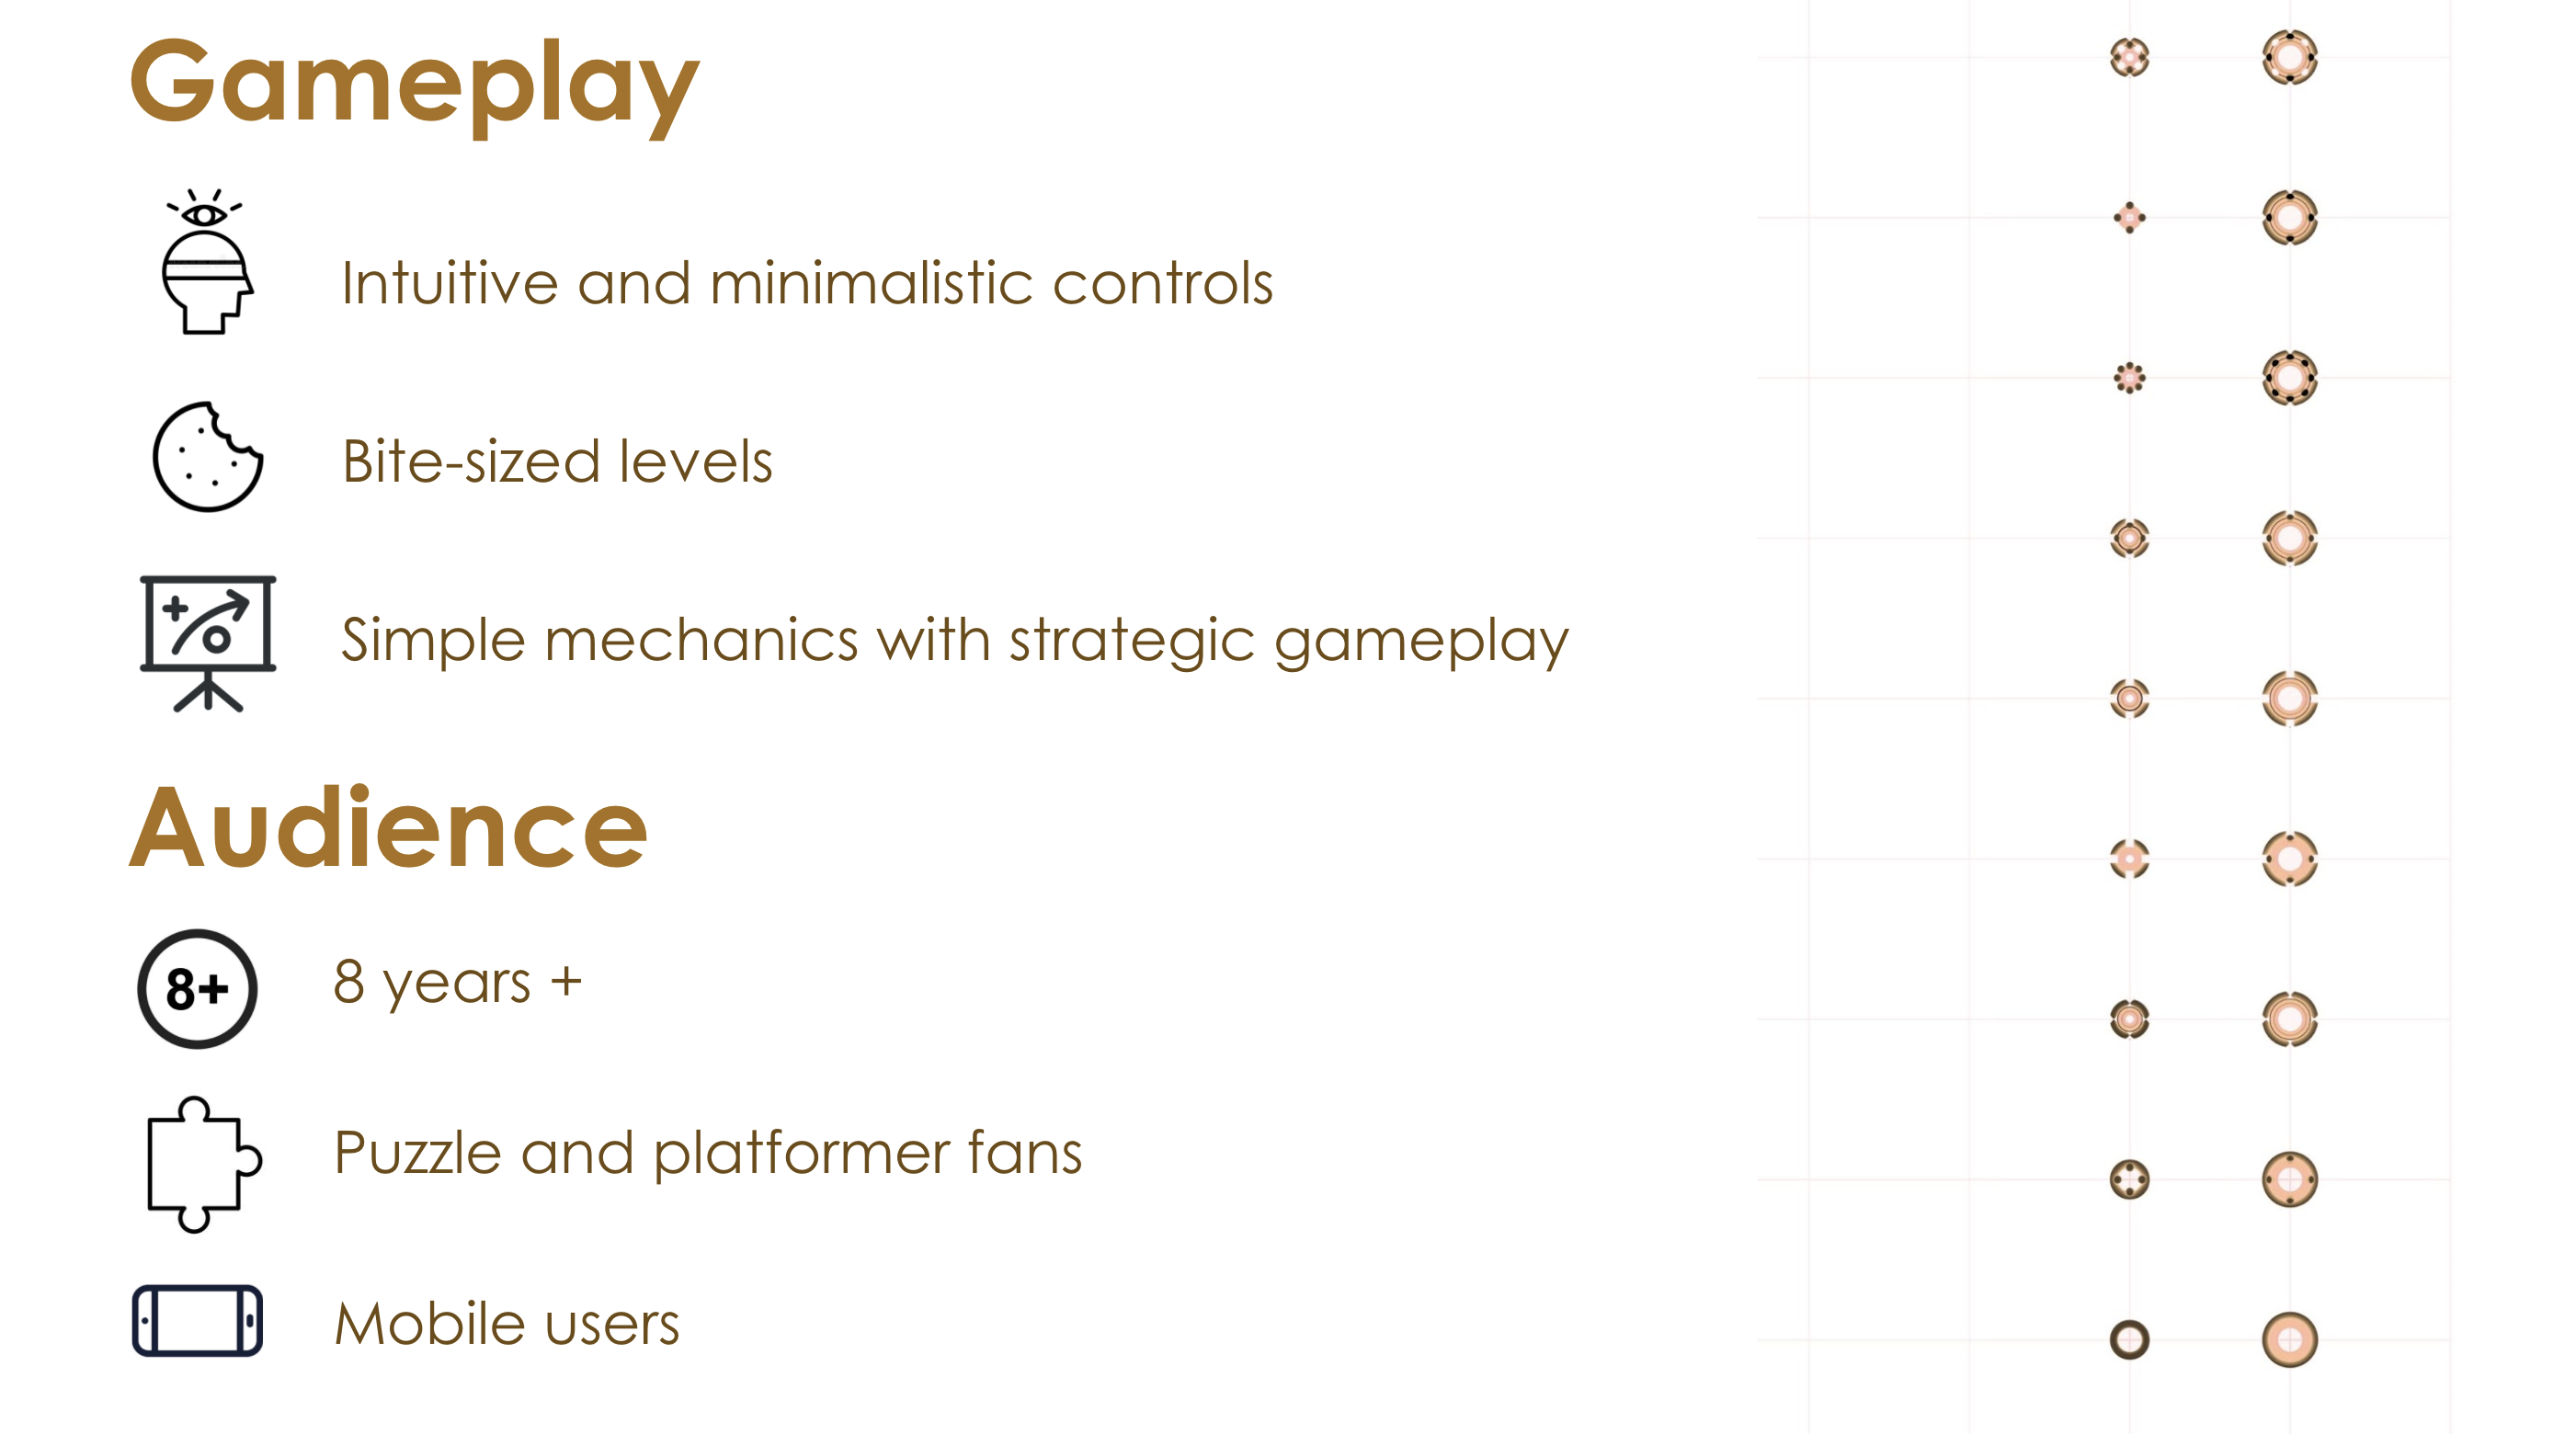 Gameplay
Intuitive and minimalistic controls
Bite-sized levels
Simple mechanics with strategic gameplay
Audience
8+
8 years +
Puzzle and platformer fans
Mobile users